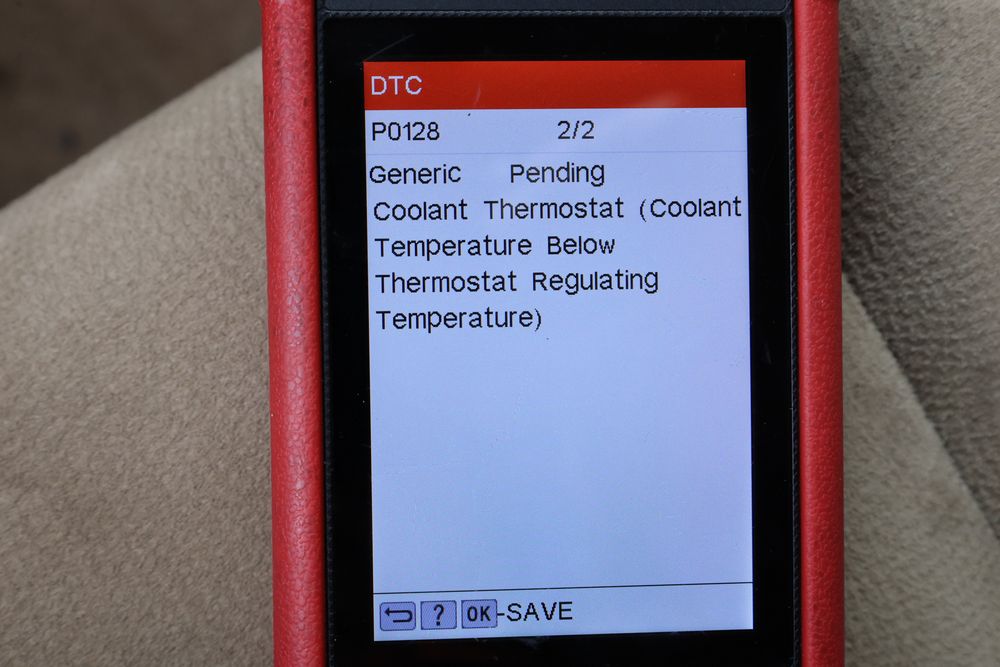 DTC
P0128 2/2
Generic Pending
Coolant Thermostat (Coolant
Temperature Below
Thermostat Regulating
Temperature)
? OK-SAVE